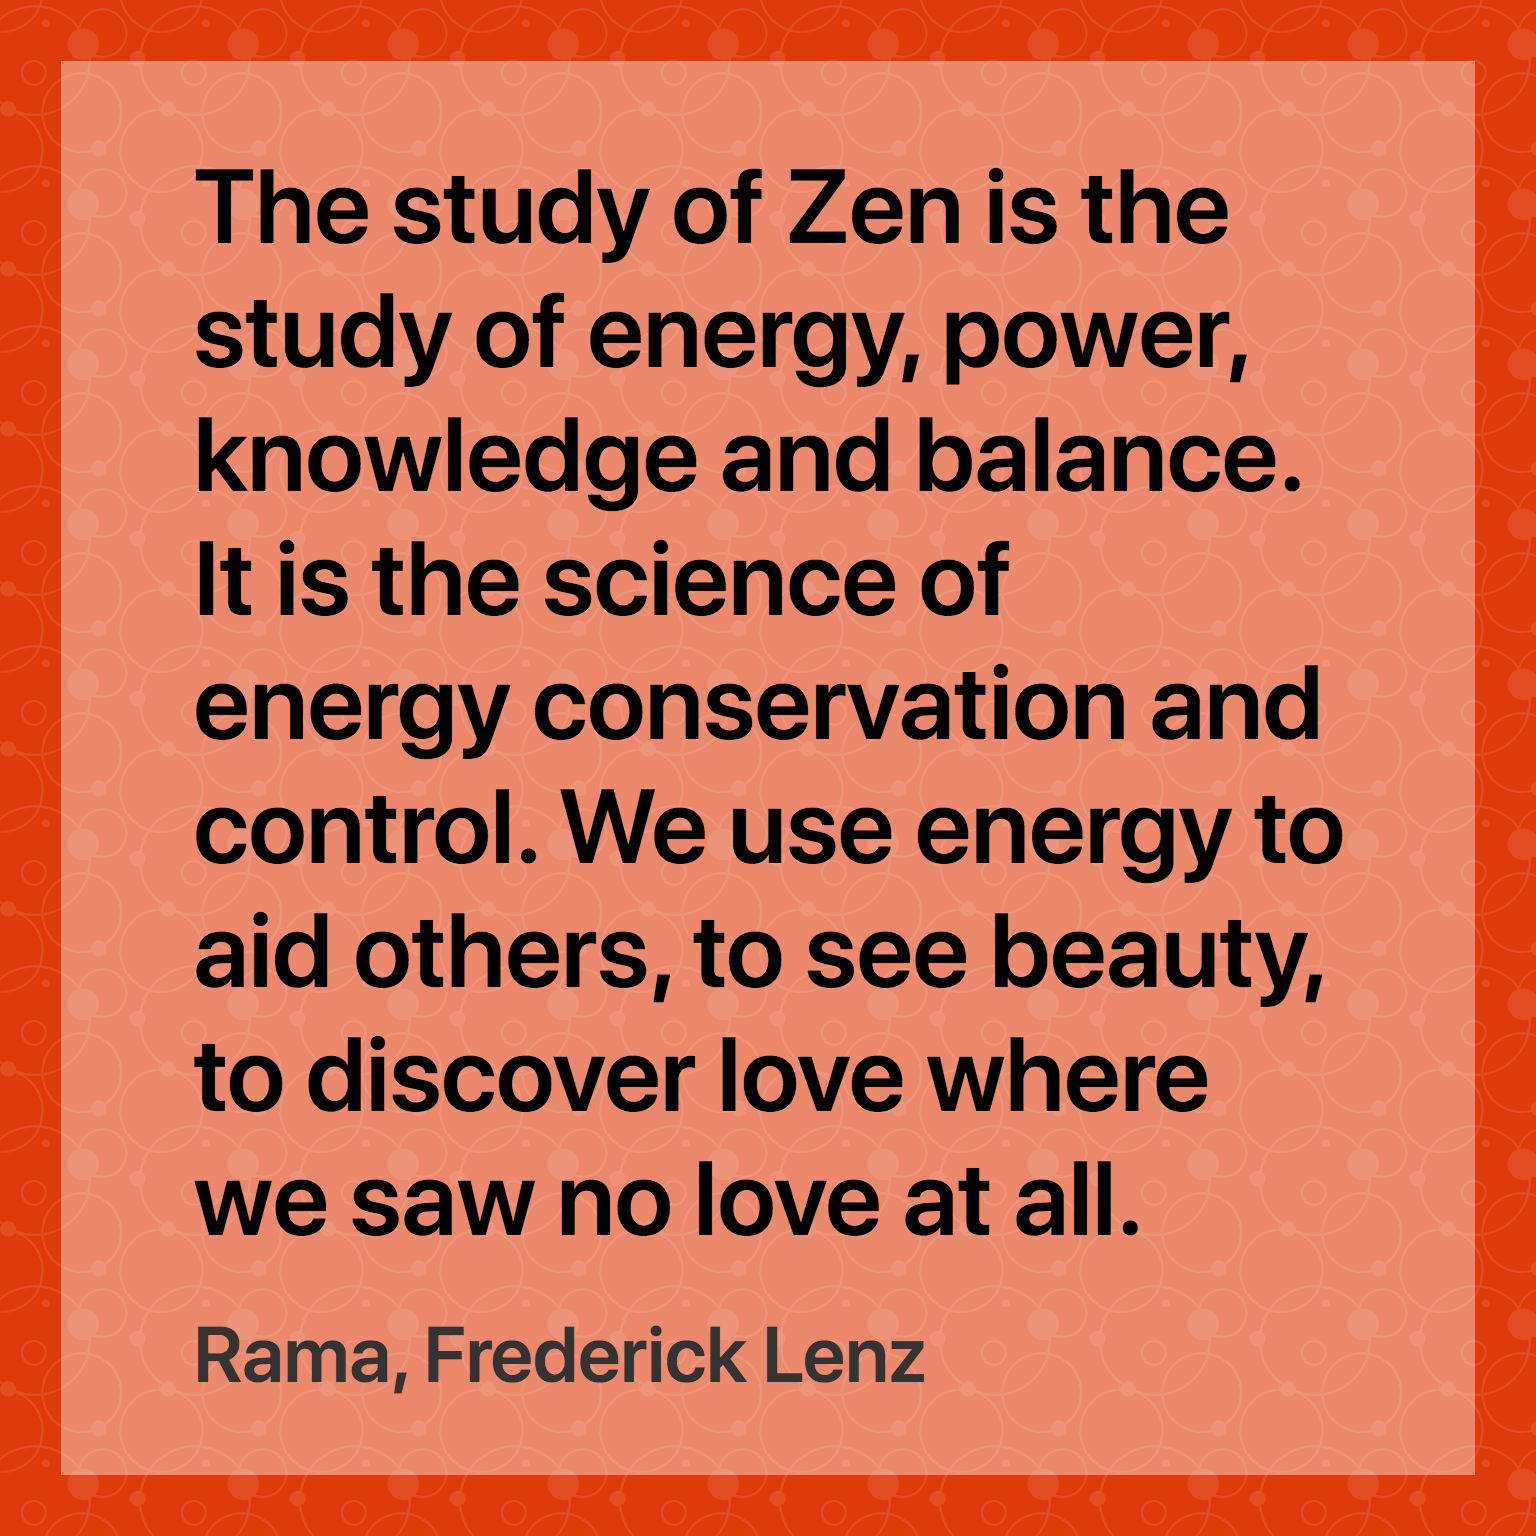 The study of Zen is the
study of energy, power,
knowledge and balance.
It is the science of
energy conservation and
control. We use energy to
aid others, to see beauty,
to discover love where
we saw no love at all.
Rama, Frederick Lenz